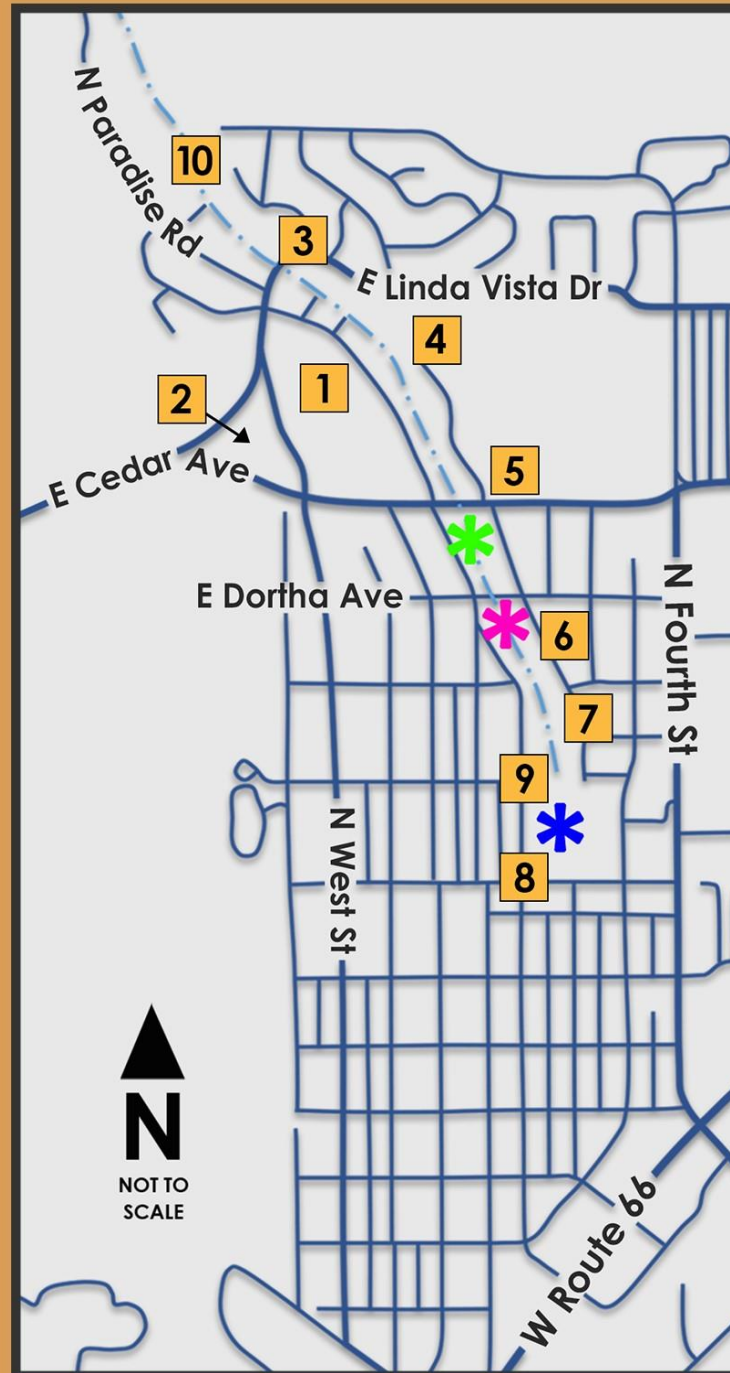 N Paradise Rd
10
3
E Linda Vista Dr
4
1
2
E Cedar Ave
5
E Dortha Ave
6
N Fourth St
7
9
8
N West St
N
NOT TO
SCALE
W Route 66